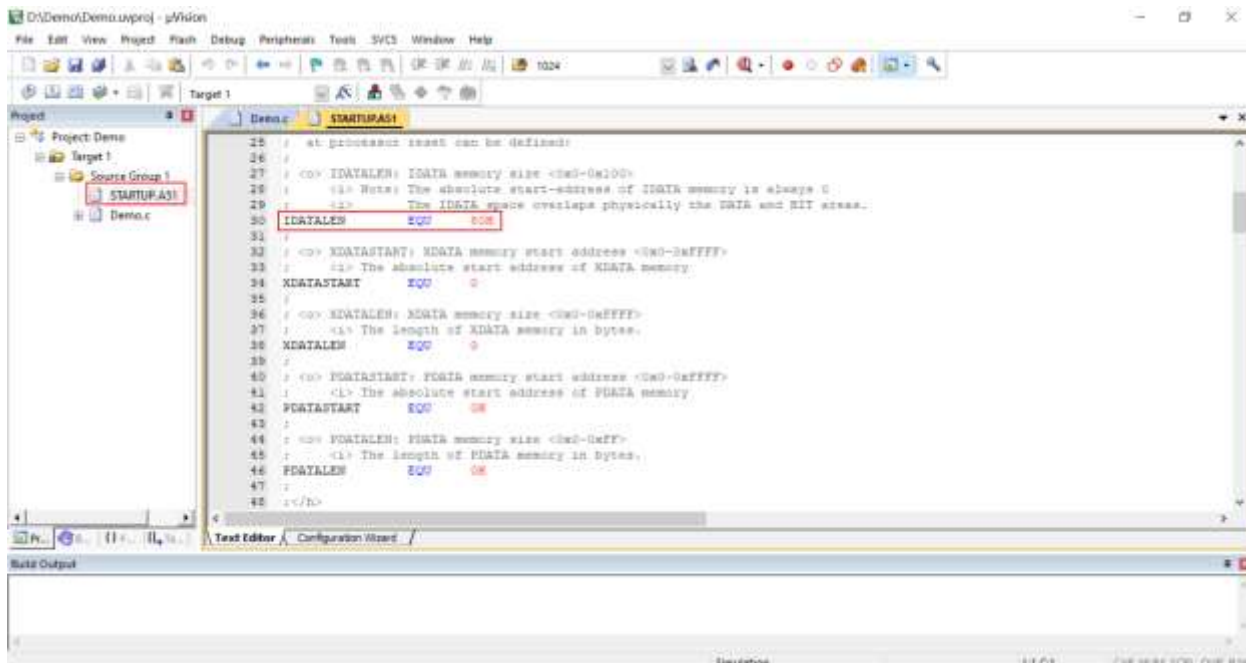 D:\Demo\Demo.uvproj - µVision
File Edit View Project Flash Debug Peripherals Tools SVCS Window Help
1024
Target 1
Project
Demo.c STARTUP.A51
Project: Demo
Target 1
Source Group 1
STARTUP.A51
Demo.c
25 ; at processor reset can be defined:
26 ;
27 ; <o> IDATALEN: IDATA memory size <0x0-0x100>
28 ; <i> Note: The absolute start-address of IDATA memory is always 0
29 ; <i> The IDATA space overlaps physically the DATA and BIT areas.
30 IDATALEN EQU 80H
31 ;
32 ; <o> XDATASTART: XDATA memory start address <0x0-0xFFFF>
33 ; <i> The absolute start address of XDATA memory
34 XDATASTART EQU 0
35 ;
36 ; <o> XDATALEN: XDATA memory size <0x0-0xFFFF>
37 ; <i> The length of XDATA memory in bytes.
38 XDATALEN EQU 0
39 ;
40 ; <o> PDATASTART: PDATA memory start address <0x0-0xFFFF>
41 ; <i> The absolute start address of PDATA memory
42 PDATASTART EQU 0H
43 ;
44 ; <o> PDATALEN: PDATA memory size <0x0-0xFF>
45 ; <i> The length of PDATA memory in bytes.
46 PDATALEN EQU 0H
47 ;
48 ;</h>
Text Editor Configuration Wizard
Build Output
Simulation